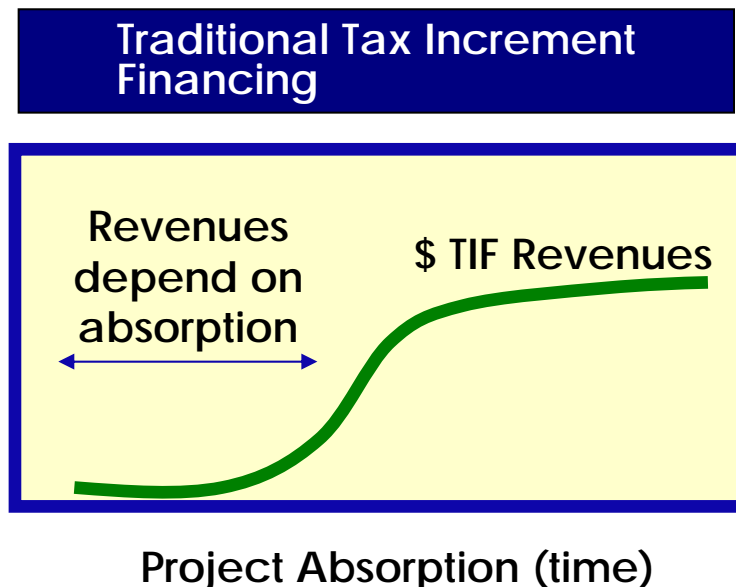 Traditional Tax Increment
Financing
Revenues
depend on
absorption
$ TIF Revenues
Project Absorption (time)